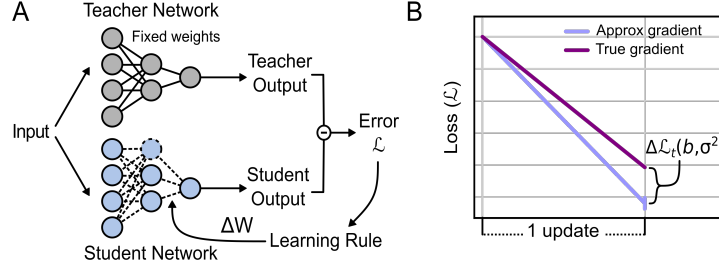 A
Teacher Network
Fixed weights
Teacher
Output
Input
Error
ℒ
Student
Output
ΔW
Learning Rule
Student Network
B
Approx gradient
True gradient
Loss (ℒ)
Δℒₜ(b,σ²
1 update